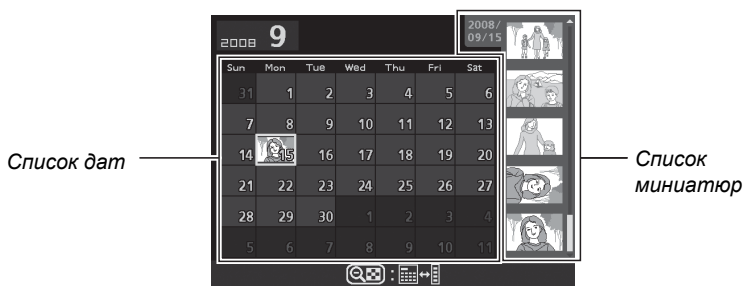 2008 9
2008/
09/15
Sun Mon Tue Wed Thu Fri Sat
31 1 2 3 4 5 6
7 8 9 10 11 12 13
14 15 16 17 18 19 20
21 22 23 24 25 26 27
28 29 30 1 2 3 4
5 6 7 8 9 10 11
:
Список дат
Список
миниатюр